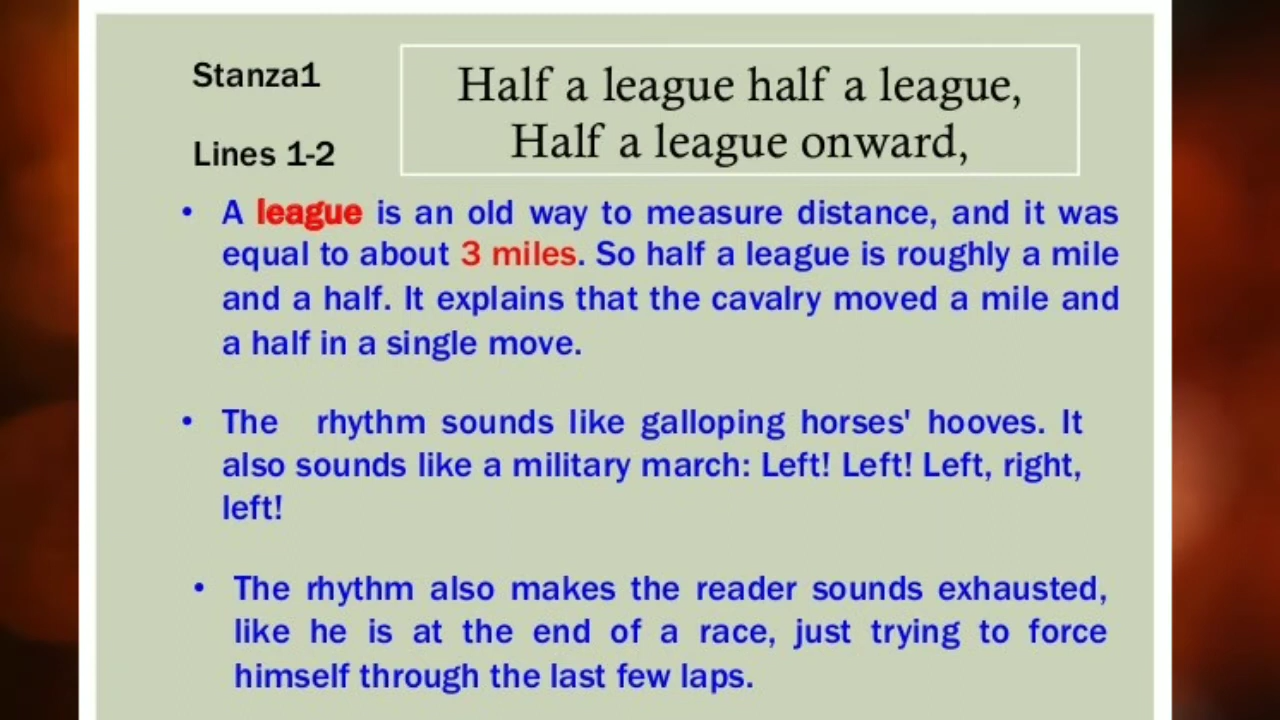 Stanza1
Half a league half a league,
Lines 1-2
Half a league onward,
• A league is an old way to measure distance, and it was
equal to about 3 miles. So half a league is roughly a mile
and a half. It explains that the cavalry moved a mile and
a half in a single move.
• The rhythm sounds like galloping horses' hooves. It
also sounds like a military march: Left! Left! Left, right,
left!
• The rhythm also makes the reader sounds exhausted,
like he is at the end of a race, just trying to force
himself through the last few laps.